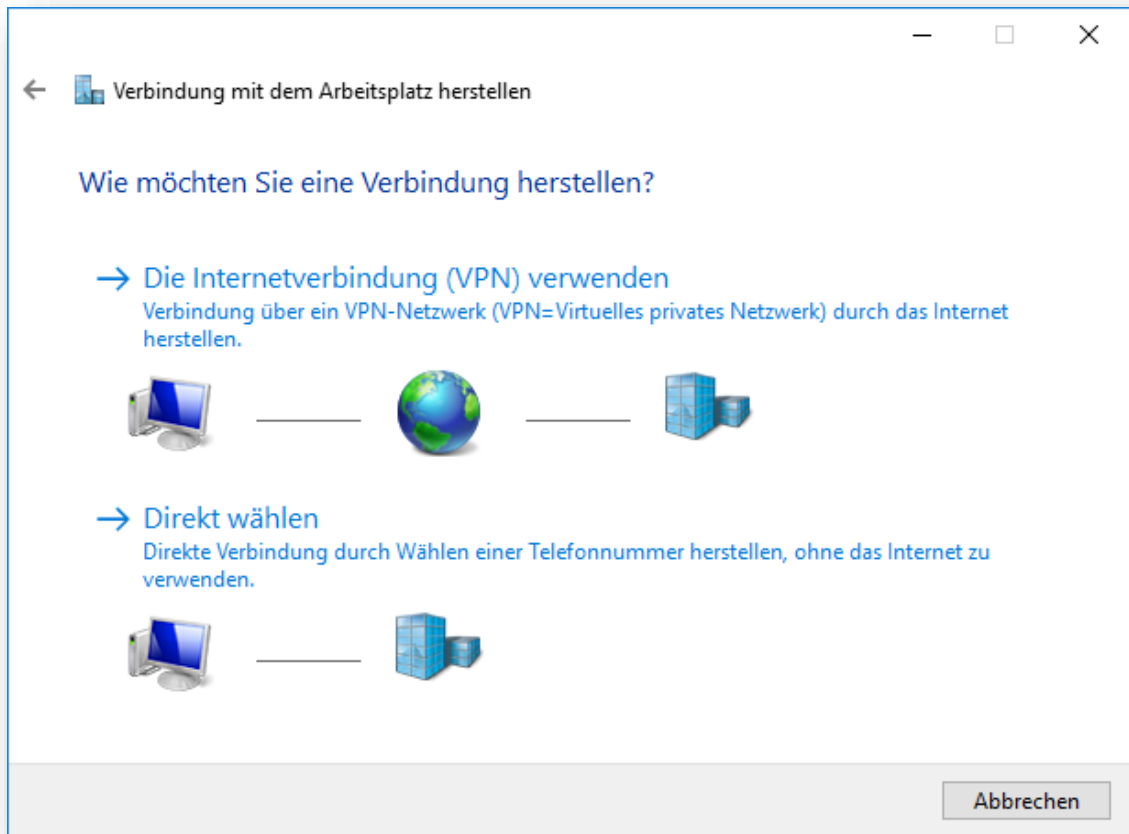 Verbindung mit dem Arbeitsplatz herstellen
Wie möchten Sie eine Verbindung herstellen?
Die Internetverbindung (VPN) verwenden
Verbindung über ein VPN-Netzwerk (VPN=Virtuelles privates Netzwerk) durch das Internet
herstellen.
Direkt wählen
Direkte Verbindung durch Wählen einer Telefonnummer herstellen, ohne das Internet zu
verwenden.
Abbrechen